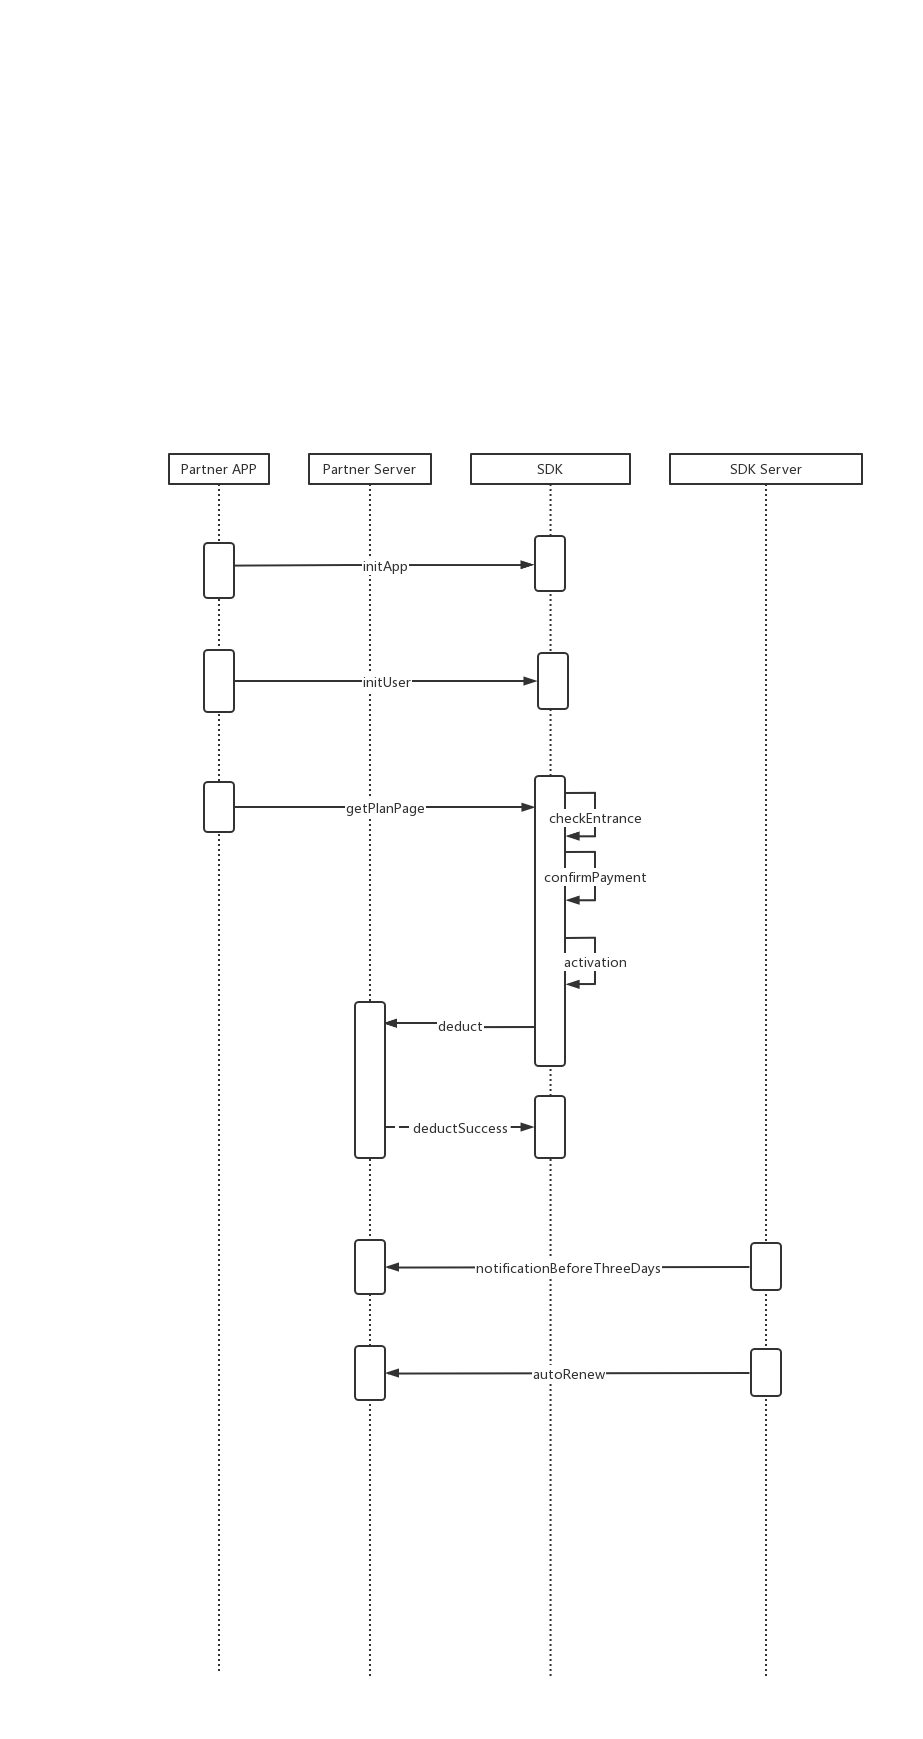 Partner APP
Partner Server
SDK
SDK Server
initApp
initUser
getPlanPage
checkEntrance
confirmPayment
activation
deduct
deductSuccess
notificationBeforeThreeDays
autoRenew